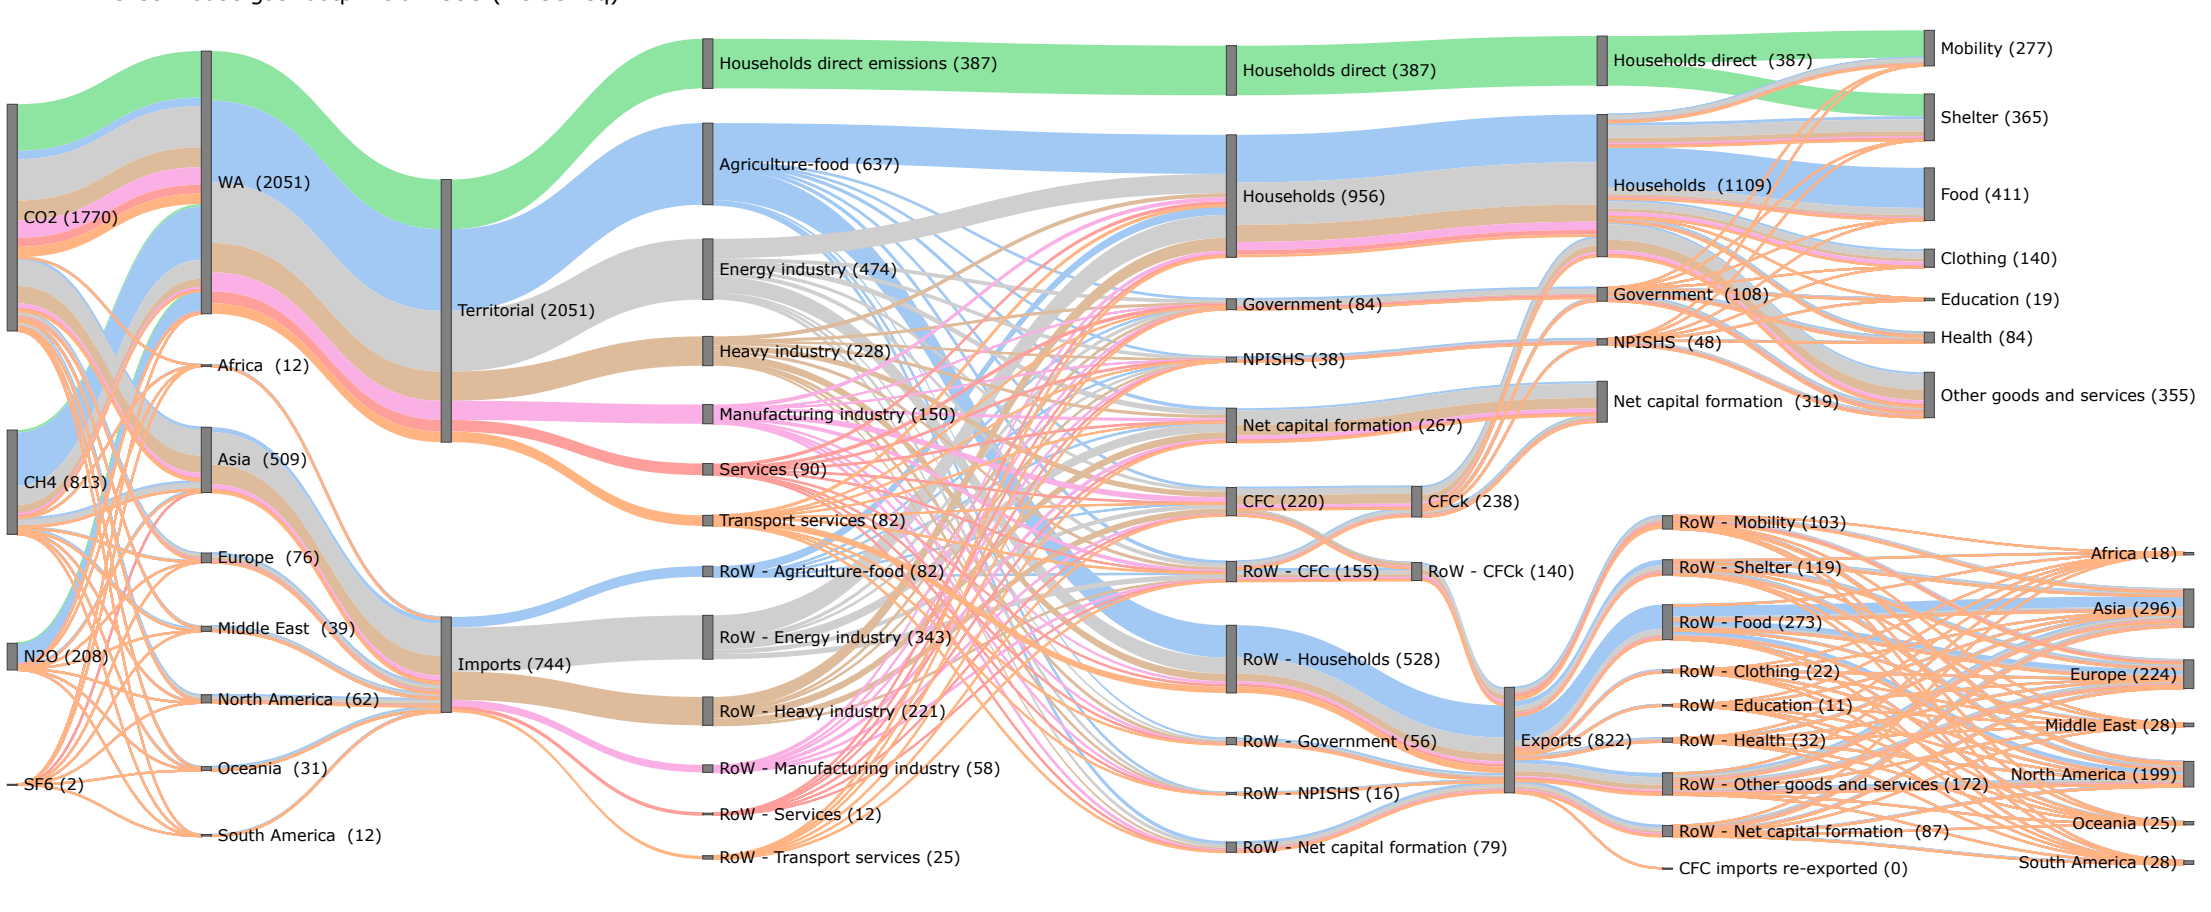 CO2 (1770)
CH4 (813)
N2O (208)
SF6 (2)
WA (2051)
Africa (12)
Asia (509)
Europe (76)
Middle East (39)
North America (62)
Oceania (31)
South America (12)
Territorial (2051)
Imports (744)
Households direct emissions (387)
Agriculture-food (637)
Energy industry (474)
Heavy industry (228)
Manufacturing industry (150)
Services (90)
Transport services (82)
RoW - Agriculture-food (82)
RoW - Energy industry (343)
RoW - Heavy industry (221)
RoW - Manufacturing industry (58)
RoW - Services (12)
RoW - Transport services (25)
Households direct (387)
Households (956)
Government (84)
NPISHS (38)
Net capital formation (267)
CFC (220)
RoW - CFC (155)
RoW - Households (528)
RoW - Government (56)
RoW - NPISHS (16)
RoW - Net capital formation (79)
CFCk (238)
RoW - CFCk (140)
Exports (822)
Households direct (387)
Households (1109)
Government (108)
NPISHS (48)
Net capital formation (319)
RoW - Mobility (103)
RoW - Shelter (119)
RoW - Food (273)
RoW - Clothing (22)
RoW - Education (11)
RoW - Health (32)
RoW - Other goods and services (172)
RoW - Net capital formation (87)
CFC imports re-exported (0)
Mobility (277)
Shelter (365)
Food (411)
Clothing (140)
Education (19)
Health (84)
Other goods and services (355)
Africa (18)
Asia (296)
Europe (224)
Middle East (28)
North America (199)
Oceania (25)
South America (28)